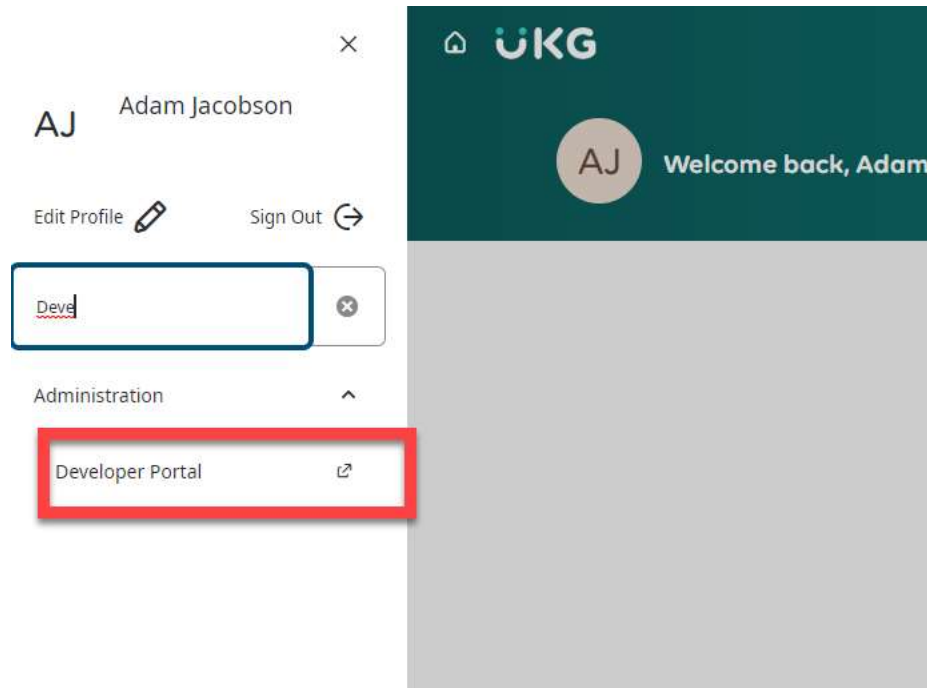 AJ
Adam Jacobson
Edit Profile
Sign Out
Deve
Administration
Developer Portal
UKG
AJ
Welcome back, Adam